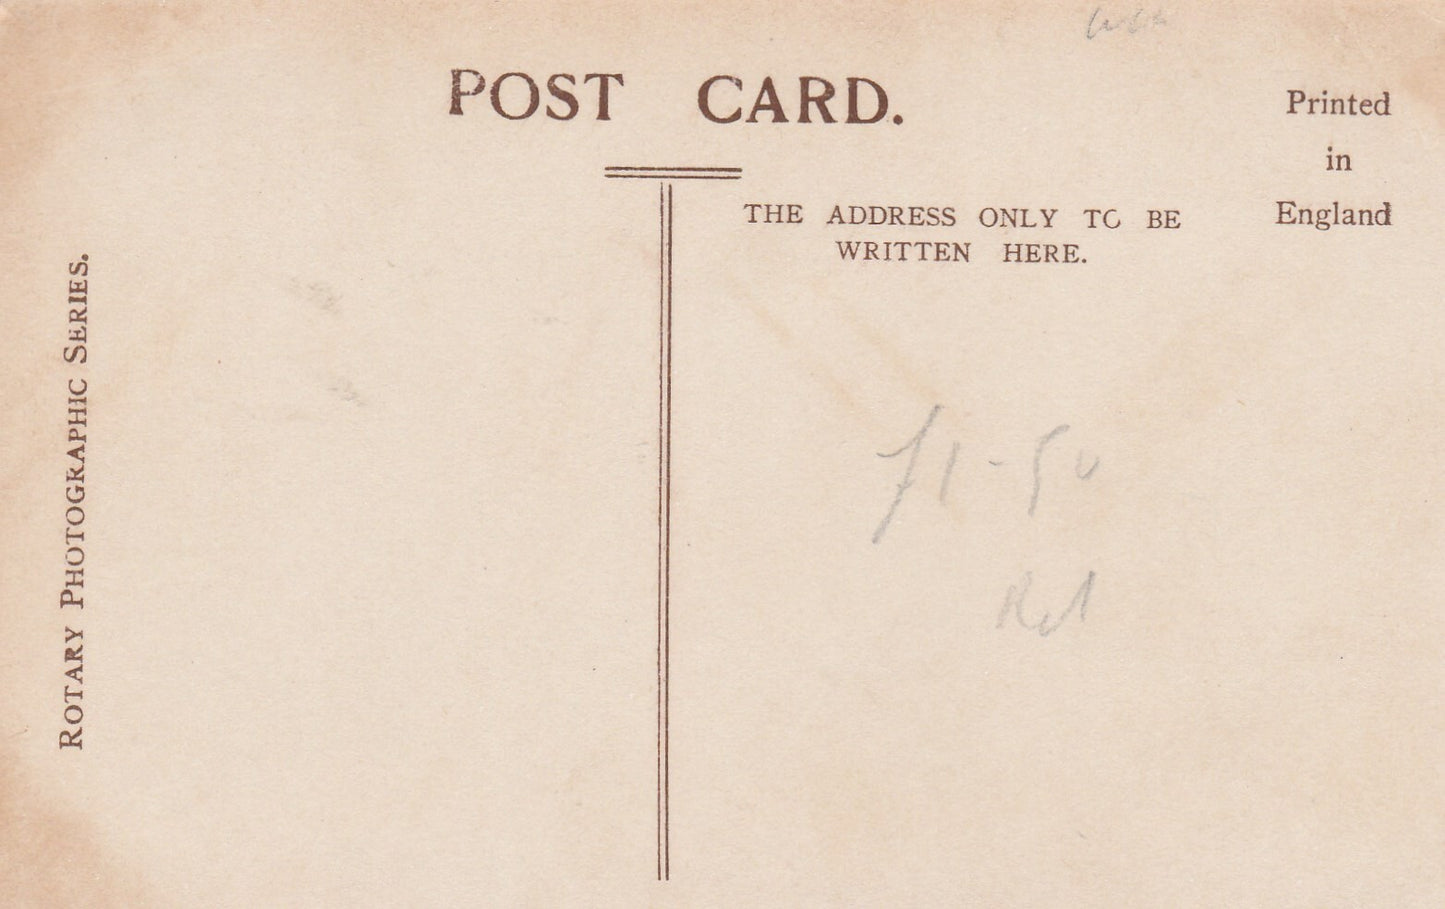 POST CARD.
Printed
in
England
THE ADDRESS ONLY TO BE
WRITTEN HERE.
ROTARY PHOTOGRAPHIC SERIES.